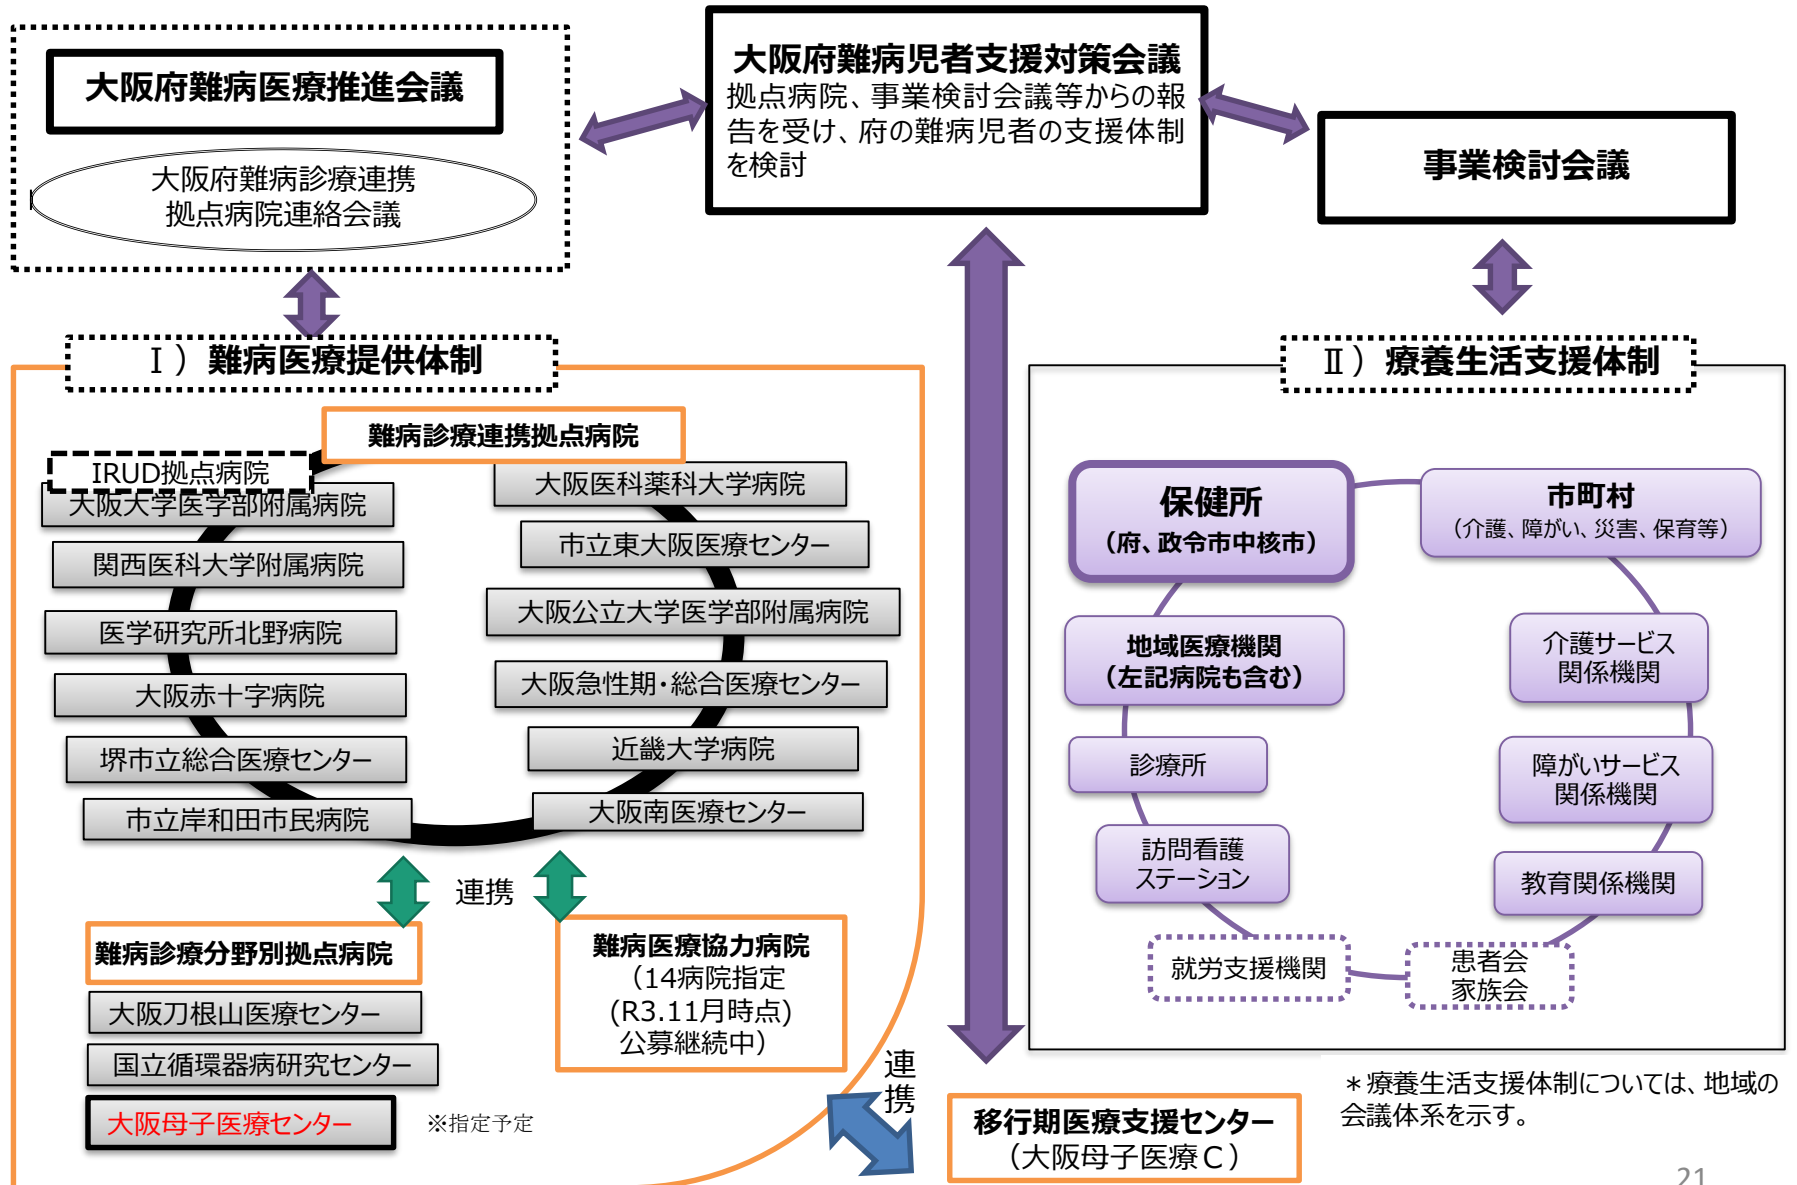 大阪府難病医療推進会議
大阪府難病診療連携
拠点病院連絡会議
大阪府難病児者支援対策会議
拠点病院、事業検討会議等からの報
告を受け、府の難病児者の支援体制
を検討
事業検討会議
Ⅰ）難病医療提供体制
難病診療連携拠点病院
IRUD拠点病院
大阪大学医学部附属病院
関西医科大学附属病院
医学研究所北野病院
大阪赤十字病院
堺市立総合医療センター
市立岸和田市民病院
大阪医科薬科大学病院
市立東大阪医療センター
大阪公立大学医学部附属病院
大阪急性期・総合医療センター
近畿大学病院
大阪南医療センター
連携
難病診療分野別拠点病院
大阪刀根山医療センター
国立循環器病研究センター
大阪母子医療センター
※指定予定
難病医療協力病院
（14病院指定
(R3.11月時点)
公募継続中）
連携
移行期医療支援センター
（大阪母子医療Ｃ）
Ⅱ）療養生活支援体制
保健所
（府、政令市中核市）
市町村
（介護、障がい、災害、保育等）
地域医療機関
（左記病院も含む）
診療所
訪問看護
ステーション
就労支援機関
患者会
家族会
介護サービス
関係機関
障がいサービス
関係機関
教育関係機関
＊療養生活支援体制については、地域の
会議体系を示す。
21